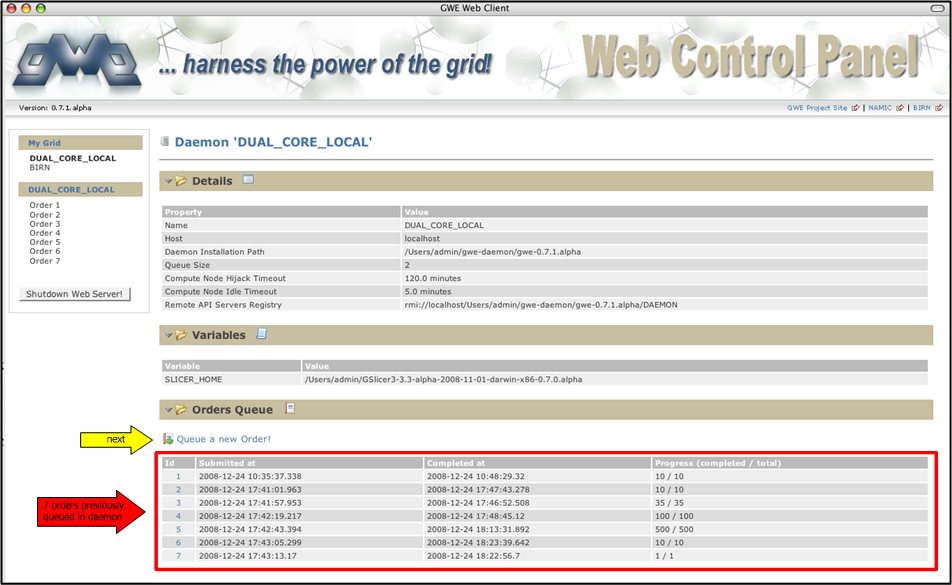 GWE Web Client
gwe ... harness the power of the grid! Web Control Panel
Version: 0.7.1.alpha
GWE Project Site | NAMIC | BIRN
My Grid
DUAL_CORE_LOCAL
BIRN
DUAL_CORE_LOCAL
Order 1
Order 2
Order 3
Order 4
Order 5
Order 6
Order 7
Shutdown Web Server!
Daemon 'DUAL_CORE_LOCAL'
Details
Property Value
Name DUAL_CORE_LOCAL
Host localhost
Daemon Installation Path /Users/admin/gwe-daemon/gwe-0.7.1.alpha
Queue Size 2
Compute Node Hijack Timeout 120.0 minutes
Compute Node Idle Timeout 5.0 minutes
Remote API Servers Registry rmi://localhost/Users/admin/gwe-daemon/gwe-0.7.1.alpha/DAEMON
Variables
Variable Value
SLICER_HOME /Users/admin/GSlicer3-3.3-alpha-2008-11-01-darwin-x86-0.7.0.alpha
Orders Queue
next
Queue a new Order!
7 orders previously
queued in daemon
Id Submitted at Completed at Progress (completed / total)
1 2008-12-24 10:35:37.338 2008-12-24 10:48:29.32 10 / 10
2 2008-12-24 17:41:01.963 2008-12-24 17:47:43.278 10 / 10
3 2008-12-24 17:41:57.953 2008-12-24 17:46:52.508 35 / 35
4 2008-12-24 17:42:19.217 2008-12-24 17:48:45.12 100 / 100
5 2008-12-24 17:42:43.394 2008-12-24 18:13:31.892 500 / 500
6 2008-12-24 17:43:05.299 2008-12-24 18:23:39.642 10 / 10
7 2008-12-24 17:43:13.17 2008-12-24 18:22:56.7 1 / 1